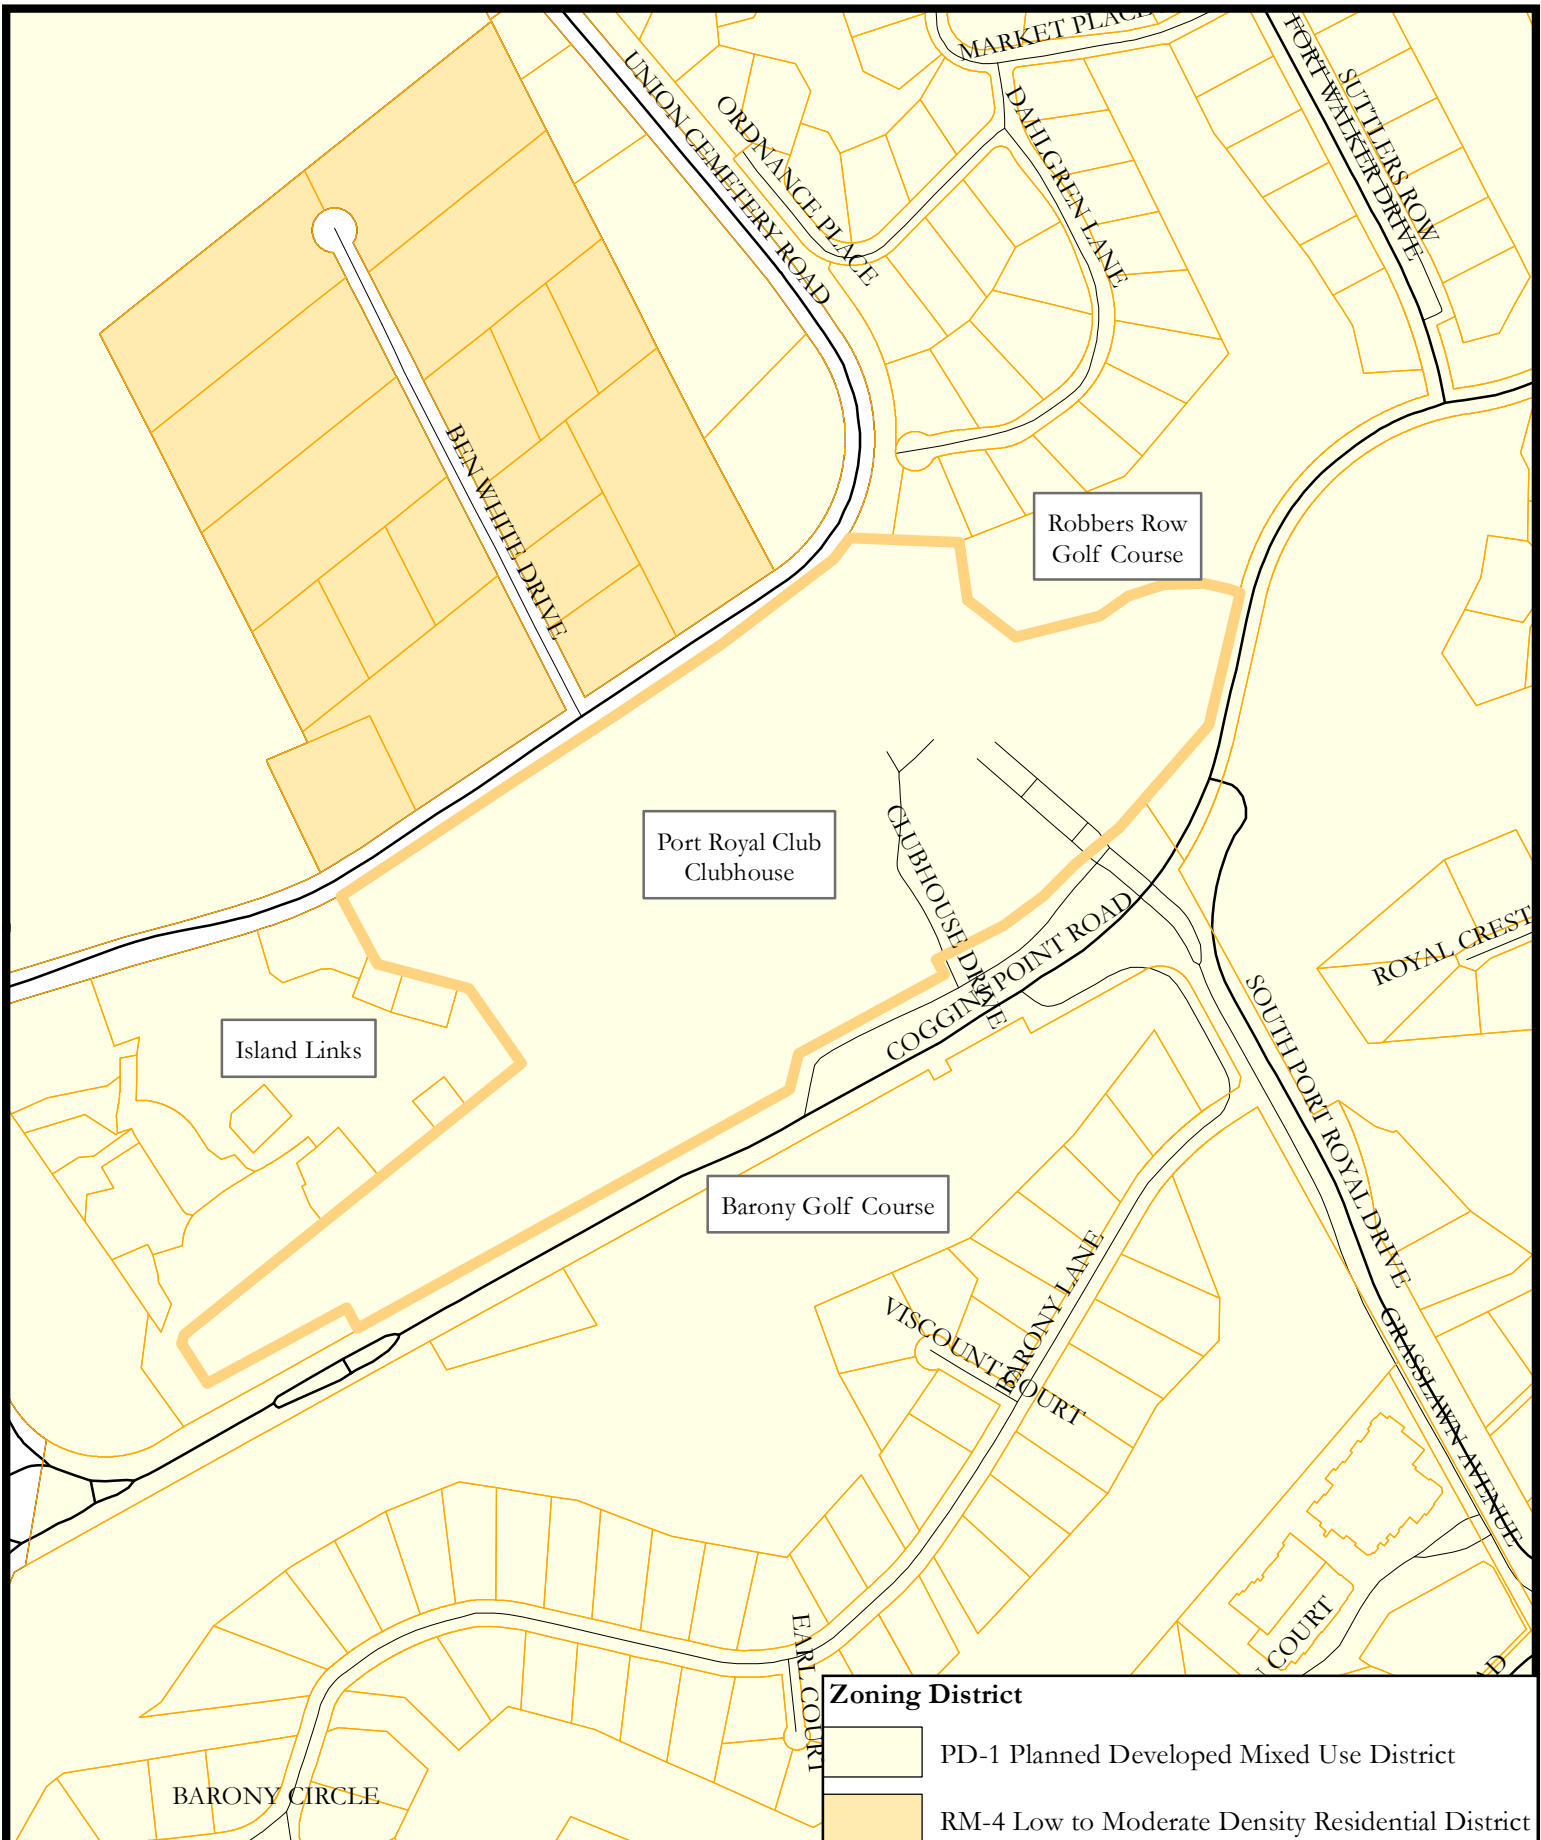 MARKET PLACE
UNION CEMETERY ROAD
ORDNANCE PLACE
DAHLGREN LANE
FORT WALKER DRIVE
SUTTLERS ROW
BEN WHITE DRIVE
Robbers Row
Golf Course
Port Royal Club
Clubhouse
CLUBHOUSE DRIVE
COGGINS POINT ROAD
ROYAL CREST
Island Links
SOUTH PORT ROYAL DRIVE
Barony Golf Course
BARONY LANE
VISCOUNT COURT
GRASSLAWN AVENUE
EARL COURT
COURT
BARONY CIRCLE
Zoning District
PD-1 Planned Developed Mixed Use District
RM-4 Low to Moderate Density Residential District